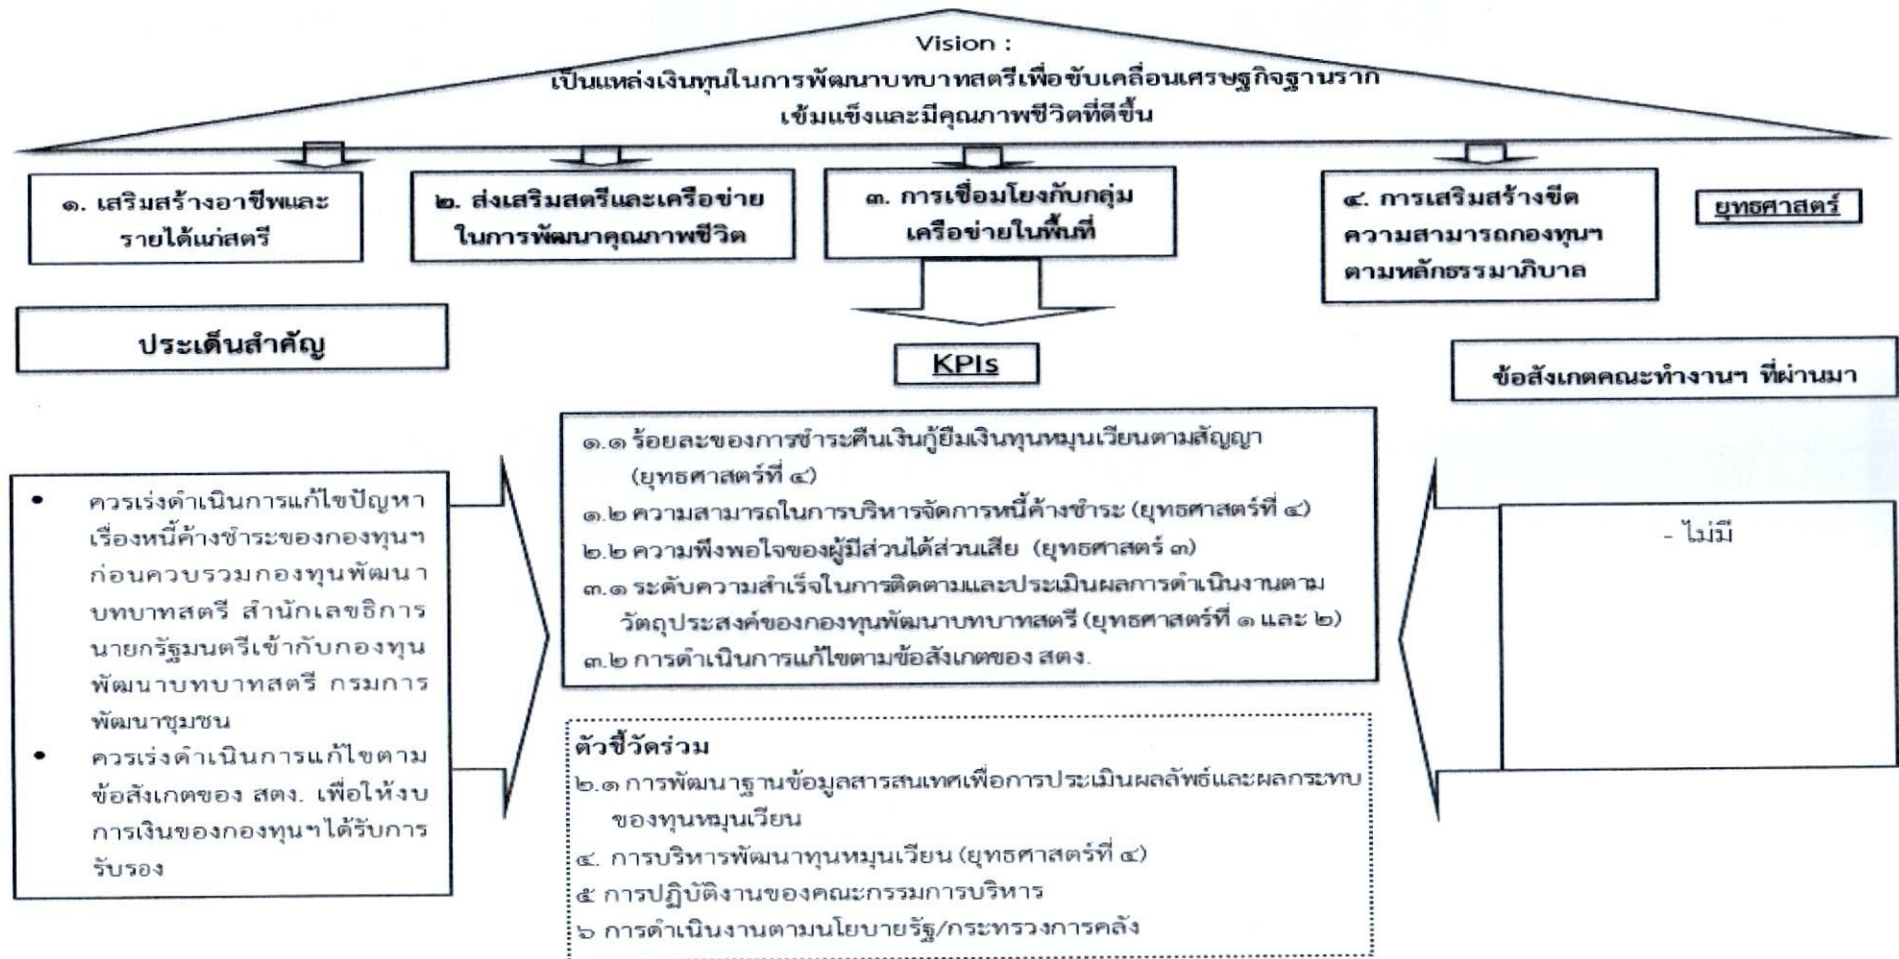 Vision :
เป็นแหล่งเงินทุนในการพัฒนาบทบาทสตรีเพื่อขับเคลื่อนเศรษฐกิจฐานราก
เข้มแข็งและมีคุณภาพชีวิตที่ดีขึ้น
๑. เสริมสร้างอาชีพและ
รายได้แก่สตรี
๒. ส่งเสริมสตรีและเครือข่าย
ในการพัฒนาคุณภาพชีวิต
๓. การเชื่อมโยงกับกลุ่ม
เครือข่ายในพื้นที่
๔. การเสริมสร้างขีด
ความสามารถกองทุนฯ
ตามหลักธรรมาภิบาล
ยุทธศาสตร์
ประเด็นสำคัญ
KPIs
ข้อสังเกตคณะทำงานฯ ที่ผ่านมา
• ควรเร่งดำเนินการแก้ไขปัญหา
เรื่องหนี้ค้างชำระของกองทุนฯ
ก่อนควบรวมกองทุนพัฒนา
บทบาทสตรี สำนักเลขธิการ
นายกรัฐมนตรีเข้ากับกองทุน
พัฒนาบทบาทสตรี กรมการ
พัฒนาชุมชน
• ควรเร่งดำเนินการแก้ไขตาม
ข้อสังเกตของ สตง. เพื่อให้งบ
การเงินของกองทุนฯได้รับการ
รับรอง
๑.๑ ร้อยละของการชำระคืนเงินกู้ยืมเงินทุนหมุนเวียนตามสัญญา
(ยุทธศาสตร์ที่ ๔)
๑.๒ ความสามารถในการบริหารจัดการหนี้ค้างชำระ (ยุทธศาสตร์ที่ ๔)
๒.๒ ความพึงพอใจของผู้มีส่วนได้ส่วนเสีย (ยุทธศาสตร์ ๓)
๓.๑ ระดับความสำเร็จในการติดตามและประเมินผลการดำเนินงานตาม
วัตถุประสงค์ของกองทุนพัฒนาบทบาทสตรี (ยุทธศาสตร์ที่ ๑ และ ๒)
๓.๒ การดำเนินการแก้ไขตามข้อสังเกตของ สตง.
ตัวชี้วัดร่วม
๒.๑ การพัฒนาฐานข้อมูลสารสนเทศเพื่อการประเมินผลลัพธ์และผลกระทบ
ของทุนหมุนเวียน
๔. การบริหารพัฒนาทุนหมุนเวียน (ยุทธศาสตร์ที่ ๔)
๕ การปฏิบัติงานของคณะกรรมการบริหาร
๖ การดำเนินงานตามนโยบายรัฐ/กระทรวงการคลัง
- ไม่มี